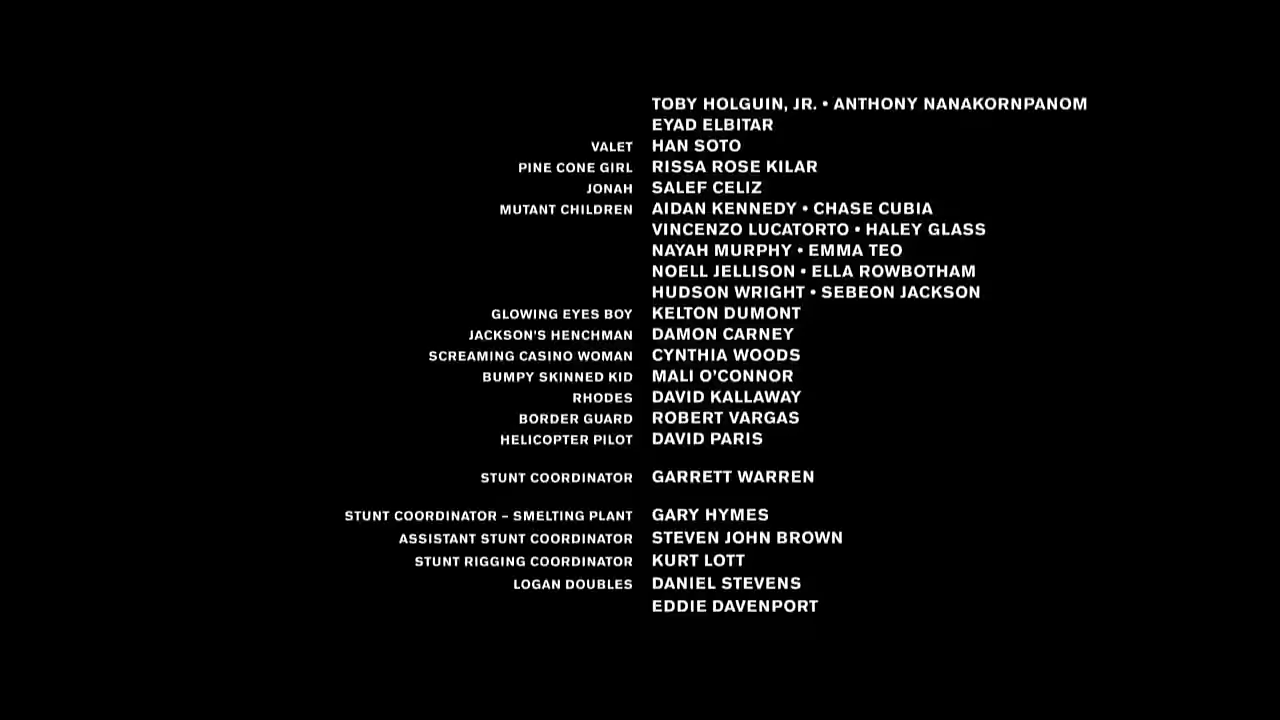 TOBY HOLGUIN, JR. • ANTHONY NANAKORNPANOM
EYAD ELBITAR
VALET HAN SOTO
PINE CONE GIRL RISSA ROSE KILAR
JONAH SALEF CELIZ
MUTANT CHILDREN AIDAN KENNEDY • CHASE CUBIA
VINCENZO LUCATORTO • HALEY GLASS
NAYAH MURPHY • EMMA TEO
NOELL JELLISON • ELLA ROWBOTHAM
HUDSON WRIGHT • SEBEON JACKSON
GLOWING EYES BOY KELTON DUMONT
JACKSON'S HENCHMAN DAMON CARNEY
SCREAMING CASINO WOMAN CYNTHIA WOODS
BUMPY SKINNED KID MALI O’CONNOR
RHODES DAVID KALLAWAY
BORDER GUARD ROBERT VARGAS
HELICOPTER PILOT DAVID PARIS
STUNT COORDINATOR GARRETT WARREN
STUNT COORDINATOR – SMELTING PLANT GARY HYMES
ASSISTANT STUNT COORDINATOR STEVEN JOHN BROWN
STUNT RIGGING COORDINATOR KURT LOTT
LOGAN DOUBLES DANIEL STEVENS
EDDIE DAVENPORT